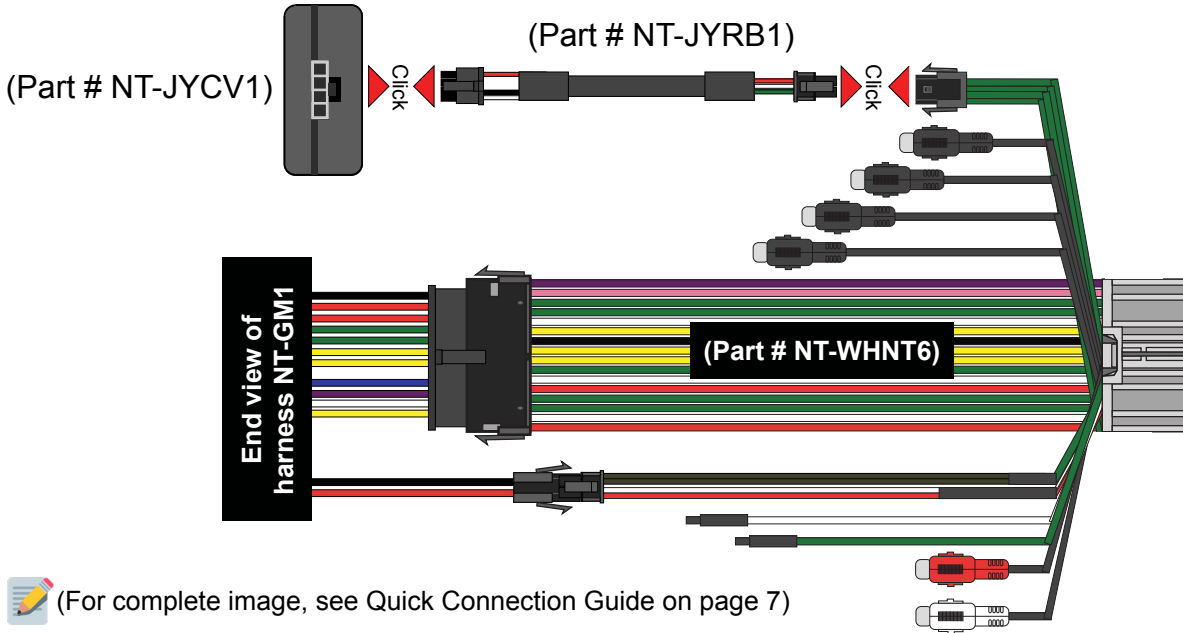 (Part # NT-JYRB1)
(Part # NT-JYCV1)
Click
Click
End view of
harness NT-GM1
(Part # NT-WHNT6)
(For complete image, see Quick Connection Guide on page 7)